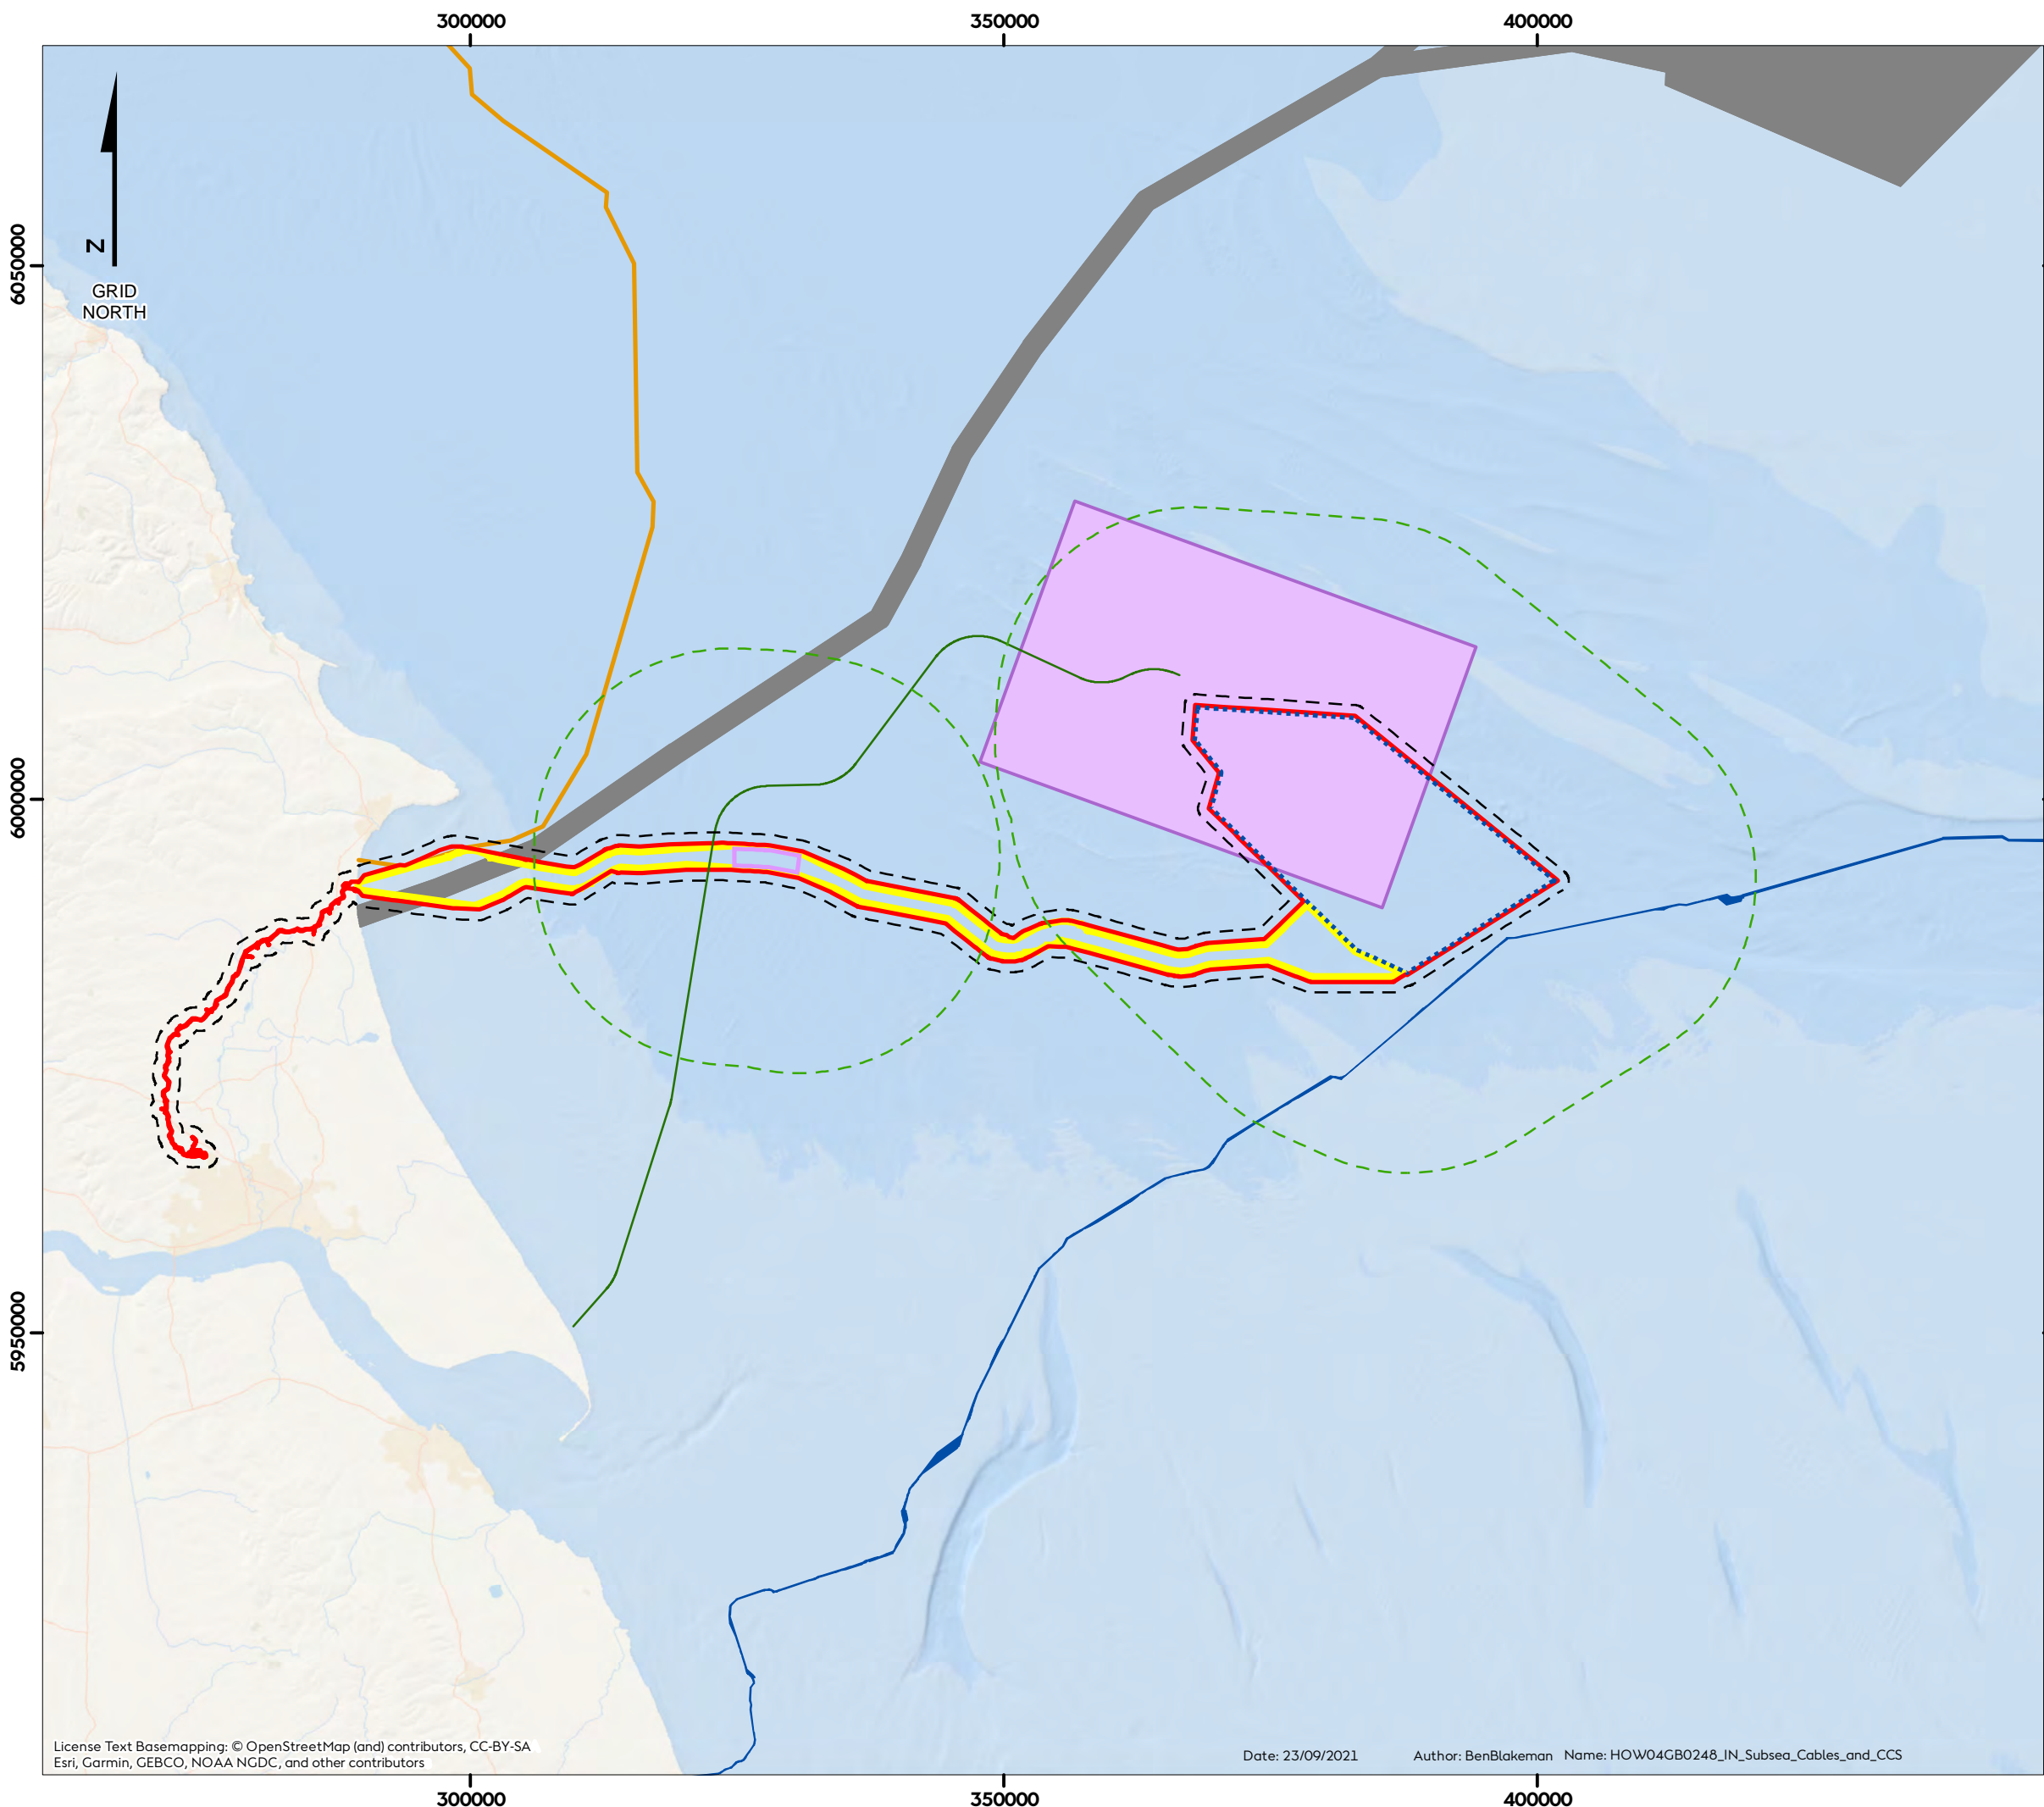 300000 350000 400000
N
GRID
NORTH
6050000
6000000
5950000
License Text Basemapping: © OpenStreetMap (and) contributors, CC-BY-SA
Esri, Garmin, GEBCO, NOAA NGDC, and other contributors
Date: 23/09/2021 Author: BenBlakeman Name: HOW04GB0248_IN_Subsea_Cables_and_CCS
300000 350000 400000